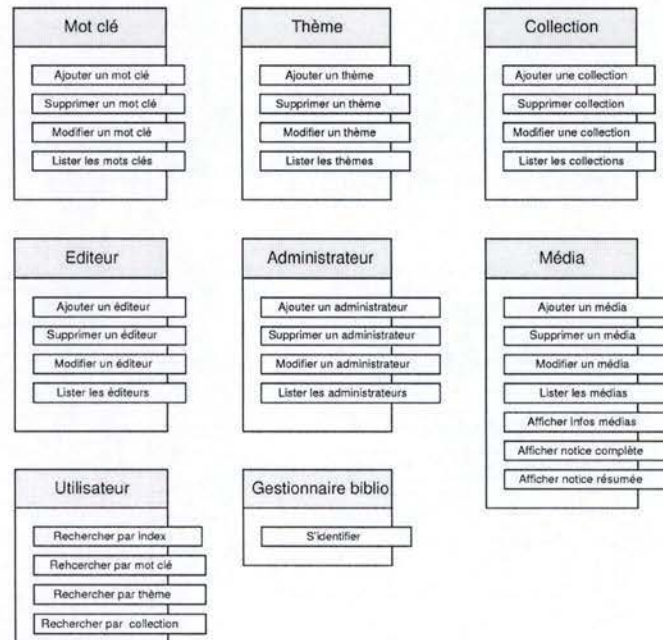 Mot clé
Ajouter un mot clé
Supprimer un mot clé
Modifier un mot clé
Lister les mots clés
Thème
Ajouter un thème
Supprimer un thème
Modifier un thème
Lister les thèmes
Collection
Ajouter une collection
Supprimer collection
Modifier une collection
Lister les collections
Editeur
Ajouter un éditeur
Supprimer un éditeur
Modifier un éditeur
Lister les éditeurs
Administrateur
Ajouter un administrateur
Supprimer un administrateur
Modifier un administrateur
Lister les administrateurs
Média
Ajouter un média
Supprimer un média
Modifier un média
Lister les médias
Afficher infos médias
Afficher notice complète
Afficher notice résumée
Utilisateur
Rechercher par index
Rehcercher par mot clé
Rechercher par thème
Rechercher par collection
Gestionnaire biblio
S'identifier